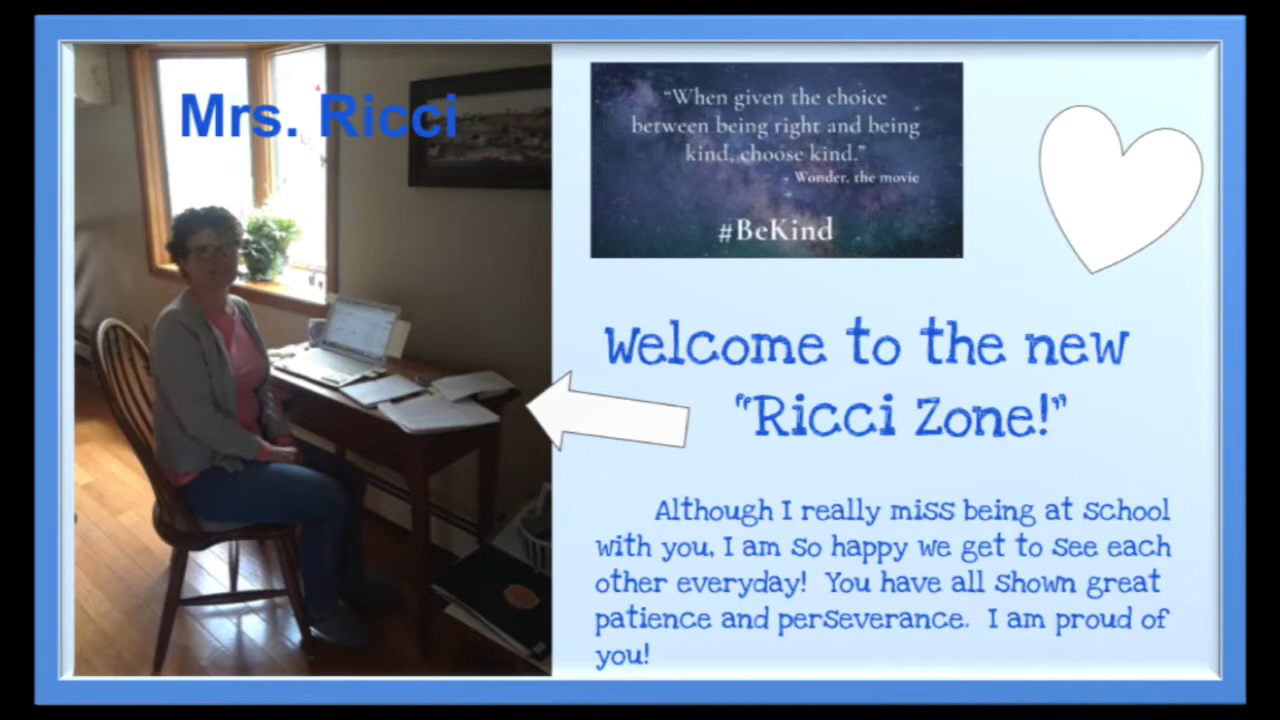 Mrs. Ricci
“When given the choice
between being right and being
kind, choose kind.”
- Wonder, the movie
#BeKind
Welcome to the new
“Ricci Zone!”
Although I really miss being at school
with you, I am so happy we get to see each
other everyday! You have all shown great
patience and perseverance. I am proud of
you!